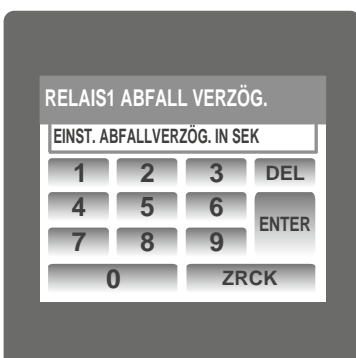 RELAIS1 ABFALL VERZÖG.
EINST. ABFALLVERZÖG. IN SEK
1 2 3 DEL
4 5 6 ENTER
7 8 9
0 ZRCK